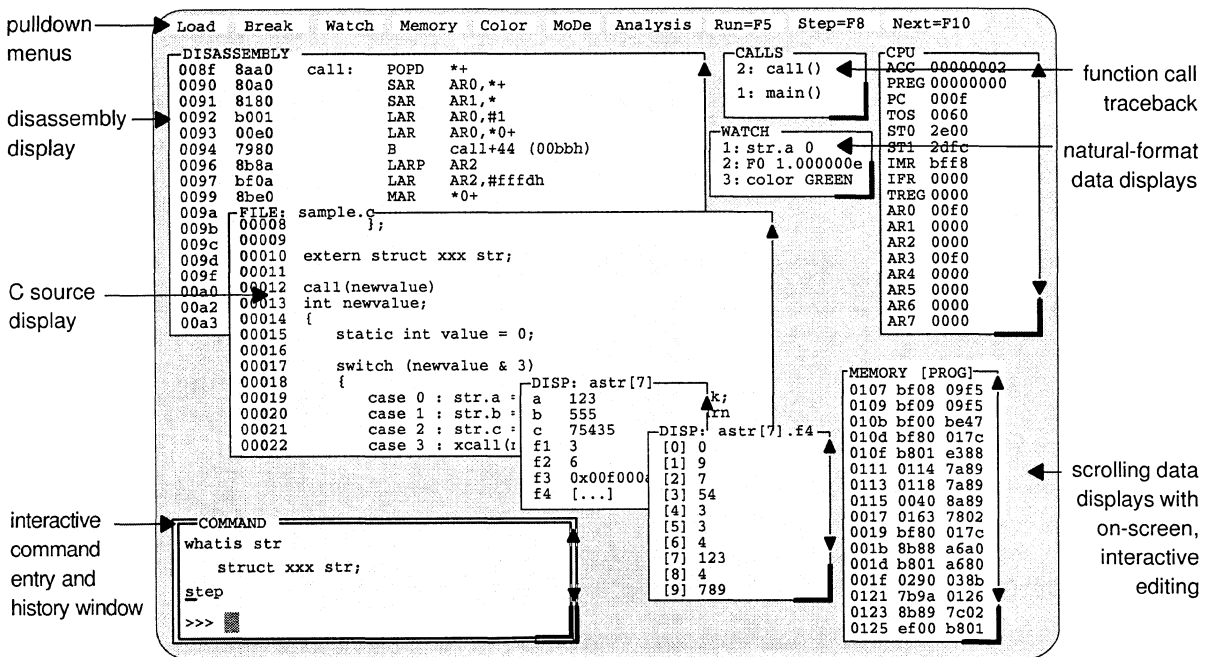 pulldown
menus
Load Break Watch Memory Color MoDe Analysis Run=F5 Step=F8 Next=F10
disassembly
display
DISASSEMBLY
008f 8aa0 call: POPD *+
0090 80a0 SAR AR0,*+
0091 8180 SAR AR1,*
0092 b001 LAR AR0,#1
0093 00e0 LAR AR0,*0+
0094 7980 B call+44 (00bbh)
0096 8b8a LARP AR2
0097 bf0a LAR AR2,#fffdh
0099 8be0 MAR *0+
009a
009b
009c
009d
009f
00a0
00a2
00a3
CALLS
2: call()
1: main()
function call
traceback
WATCH
1: str.a 0
2: F0 1.000000e
3: color GREEN
natural-format
data displays
CPU
ACC 00000002
PREG 00000000
PC 000f
TOS 0060
ST0 2e00
ST1 2dfc
IMR bff8
IFR 0000
TREG 0000
AR0 00f0
AR1 0000
AR2 0000
AR3 00f0
AR4 0000
AR5 0000
AR6 0000
AR7 0000
C source
display
FILE: sample.c
00008 };
00009
00010 extern struct xxx str;
00011
00012 call(newvalue)
00013 int newvalue;
00014 {
00015 static int value = 0;
00016
00017 switch (newvalue & 3)
00018 {
00019 case 0 : str.a = k;
00020 case 1 : str.b = rn
00021 case 2 : str.c =
00022 case 3 : xcall(
DISP: astr[7]
a 123
b 555
c 75435
f1 3
f2 6
f3 0x00f000a
f4 [...]
DISP: astr[7].f4
[0] 0
[1] 9
[2] 7
[3] 54
[4] 3
[5] 3
[6] 4
[7] 123
[8] 4
[9] 789
MEMORY [PROG]
0107 bf08 09f5
0109 bf09 09f5
010b bf00 be47
010d bf80 017c
010f b801 e388
0111 0114 7a89
0113 0118 7a89
0115 0040 8a89
0017 0163 7802
0019 bf80 017c
001b 8b88 a6a0
001d b801 a680
001f 0290 038b
0121 7b9a 0126
0123 8b89 7c02
0125 ef00 b801
scrolling data
displays with
on-screen,
interactive
editing
interactive
command
entry and
history window
COMMAND
whatis str
struct xxx str;
step
>>>